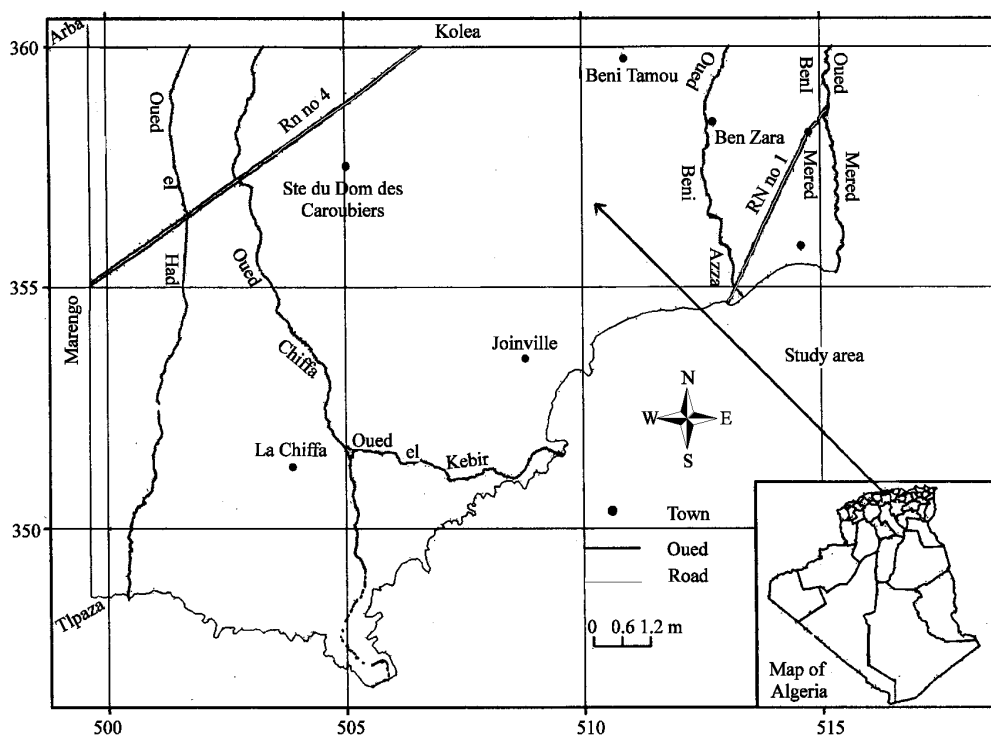 Arba
360
Kolea
Oued
el
Had
Rn no 4
Ste du Dom des
Caroubiers
Oued
Chiffa
Beni Tamou
Oued
Beni
Azza
Ben Zara
BenI
Mered
Oued
Mered
RN no 1
355
Marengo
Joinville
Study area
N
W
E
S
La Chiffa
Oued
el
Kebir
350
Town
Oued
Road
0 0.6 1.2 m
TIpaza
Map of
Algeria
500
505
510
515